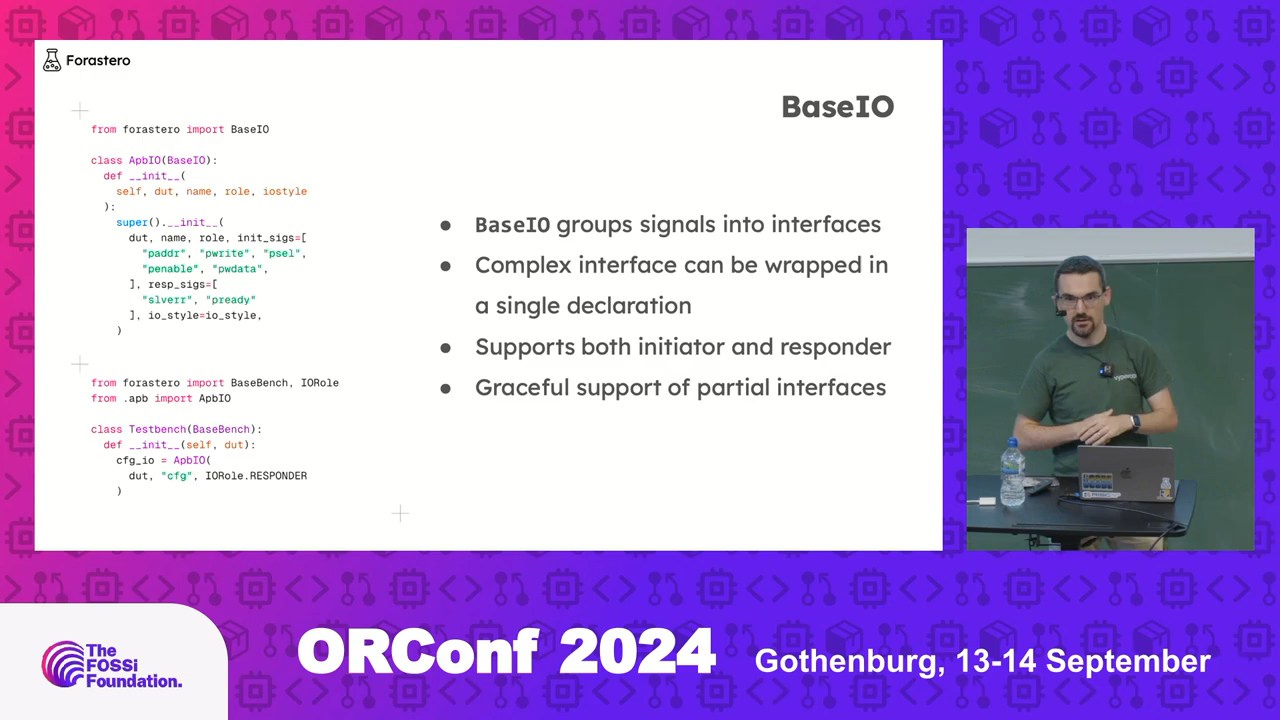 Forastero
BaseIO
from forastero import BaseIO
class ApbIO(BaseIO):
def __init__(
self, dut, name, role, iostyle
):
super().__init__(
dut, name, role, init_sigs=[
"paddr", "pwrite", "psel",
"penable", "pwdata",
], resp_sigs=[
"slverr", "pready"
], io_style=io_style,
)
from forastero import BaseBench, IORole
from .apb import ApbIO
class Testbench(BaseBench):
def __init__(self, dut):
cfg_io = ApbIO(
dut, "cfg", IORole.RESPONDER
)
● BaseIO groups signals into interfaces
● Complex interface can be wrapped in
a single declaration
● Supports both initiator and responder
● Graceful support of partial interfaces
The
FOSSi
Foundation.
ORConf 2024
Gothenburg, 13-14 September